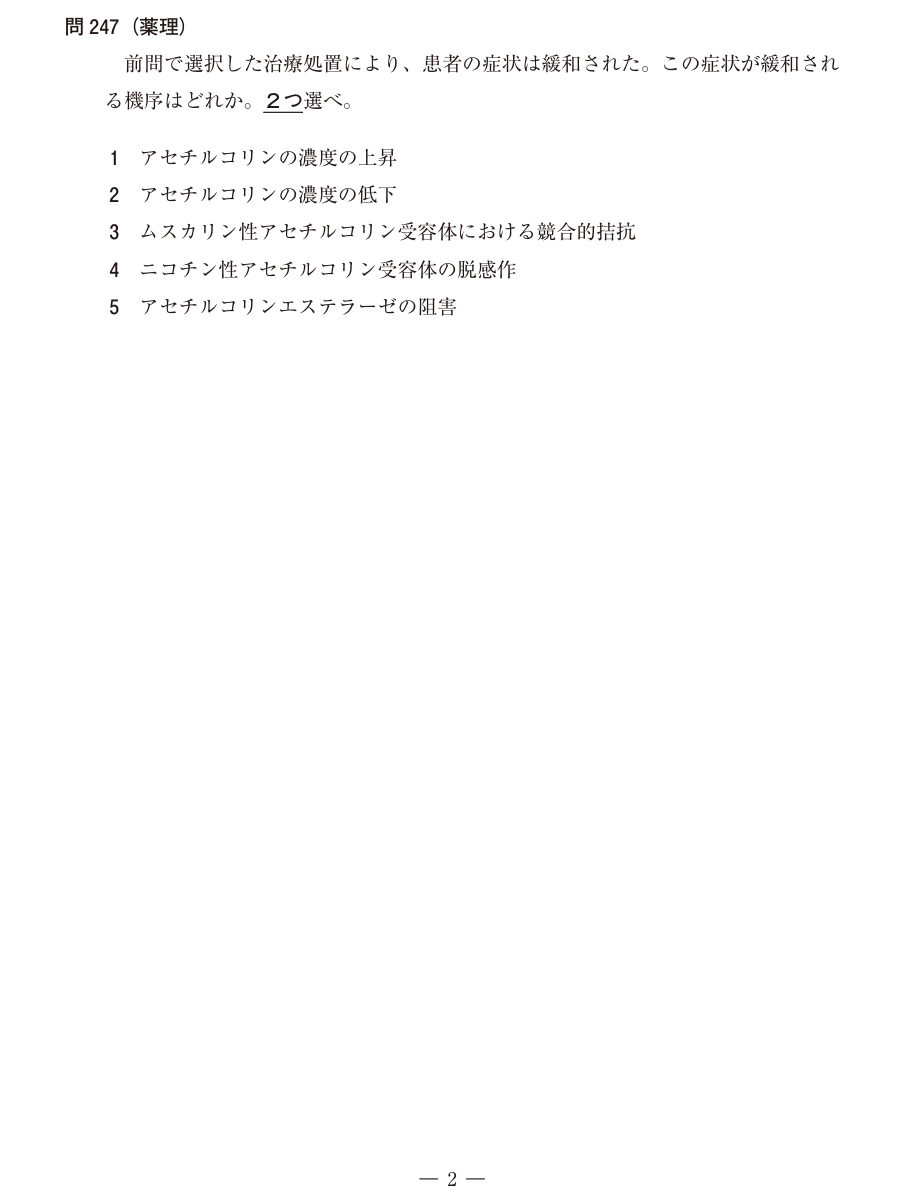 問 247（薬理）
前問で選択した治療処置により、患者の症状は緩和された。この症状が緩和され
る機序はどれか。２つ選べ。
1 アセチルコリンの濃度の上昇
2 アセチルコリンの濃度の低下
3 ムスカリン性アセチルコリン受容体における競合的拮抗
4 ニコチン性アセチルコリン受容体の脱感作
5 アセチルコリンエステラーゼの阻害
― 2 ―